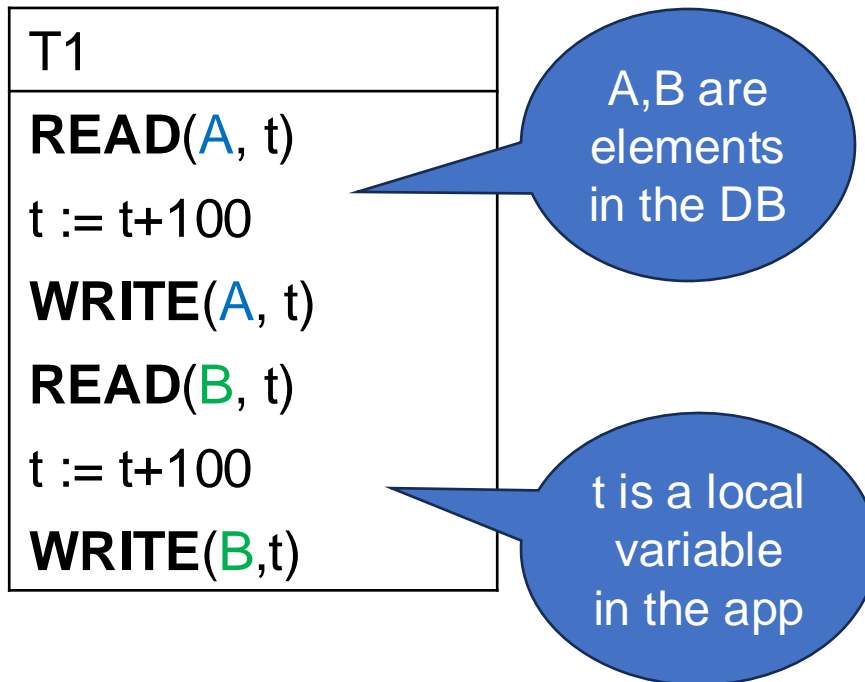 T1
READ(A, t)
t := t+100
WRITE(A, t)
READ(B, t)
t := t+100
WRITE(B,t)
A,B are
elements
in the DB
t is a local
variable
in the app